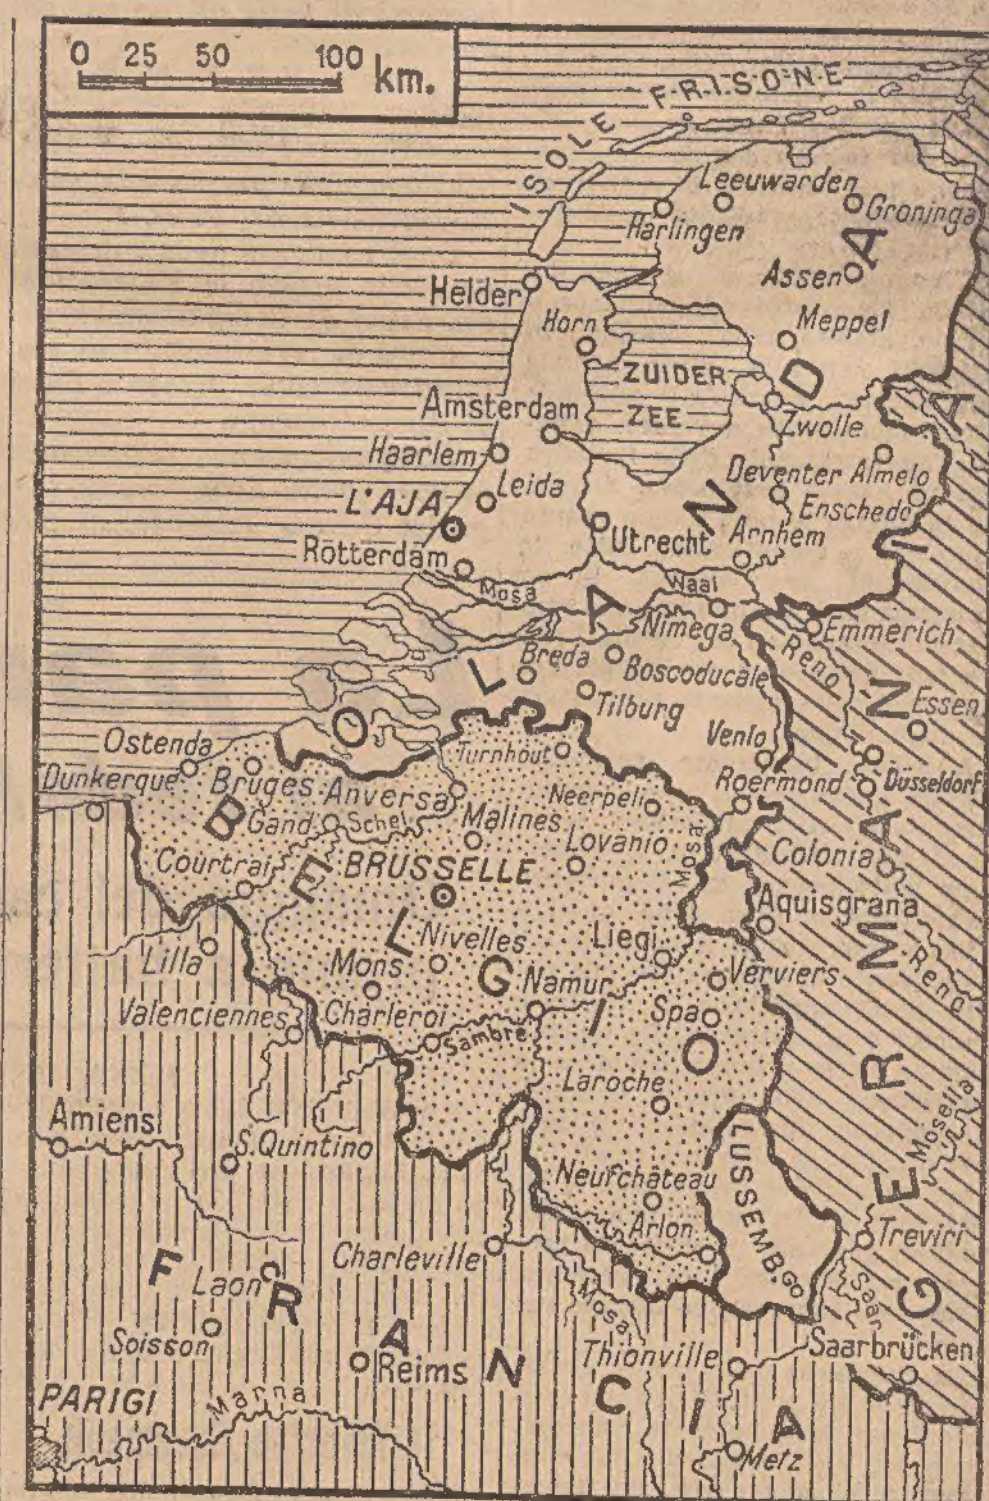 0 25 50 100 km.
ISOLE FRISONE
Leeuwarden
Groninga
Harlingen
Assen
Helder
Horn
Meppel
ZUIDER
ZEE
Amsterdam
Zwolle
Haarlem
Deventer
Almelo
Leida
Enschede
L'AJA
Utrecht
Arnhem
Rotterdam
Mosa
Waal
Nimega
Emmerich
Reno
Breda
Boscoducale
Tilburg
Essen
Venlo
OLANDA
Ostenda
Turnhout
Dunkerque
Bruges
Anversa
Neerpeli
Roermond
Düsseldorf
Gand
Schel.
Malines
Mosa
Courtrai
Lovanio
Colonia
BRUSSELLE
Aquisgrana
Lilla
Nivelles
Liegi
Reno
Mons
Namur
Verviers
BELGIO
Valenciennes
Charleroi
Sambre
Spa
Laroche
GERMANIA
Mosella
Amiens
S.Quintino
LUSSEMB.GO
Neufchâteau
Arlon
Treviri
Charleville
Saar
Laon
Mosa
Soisson
Reims
Thionville
Saarbrücken
FRANCIA
PARIGI
Marna
Metz